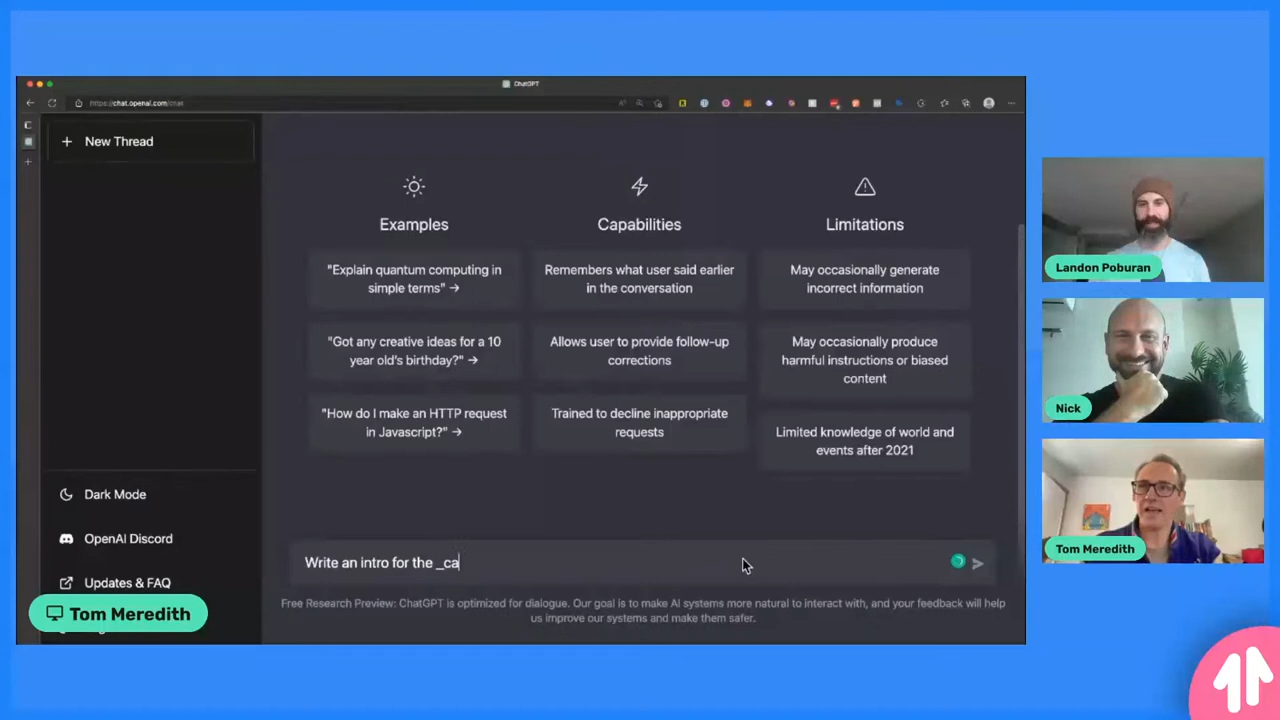 ChatGPT
https://chat.openai.com/chat
+ New Thread
Examples
"Explain quantum computing in
simple terms" →
"Got any creative ideas for a 10
year old's birthday?" →
"How do I make an HTTP request
in Javascript?" →
Capabilities
Remembers what user said earlier
in the conversation
Allows user to provide follow-up
corrections
Trained to decline inappropriate
requests
Limitations
May occasionally generate
incorrect information
May occasionally produce
harmful instructions or biased
content
Limited knowledge of world and
events after 2021
Dark Mode
OpenAI Discord
Updates & FAQ
Write an intro for the _ca
Free Research Preview: ChatGPT is optimized for dialogue. Our goal is to make AI systems more natural to interact with, and your feedback will help
us improve our systems and make them safer.
Tom Meredith
Landon Poburan
Nick
Tom Meredith